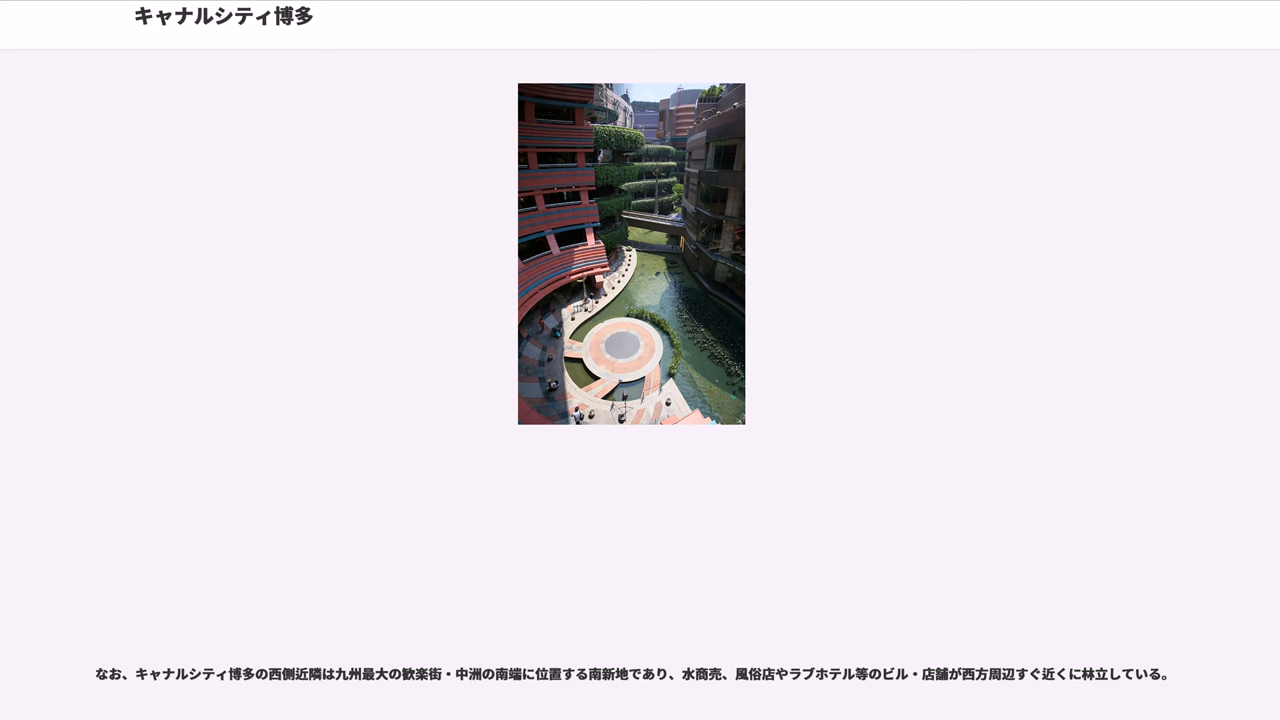 キャナルシティ博多
なお、キャナルシティ博多の西側近隣は九州最大の歓楽街・中洲の南端に位置する南新地であり、水商売、風俗店やラブホテル等のビル・店舗が西方周辺すぐ近くに林立している。